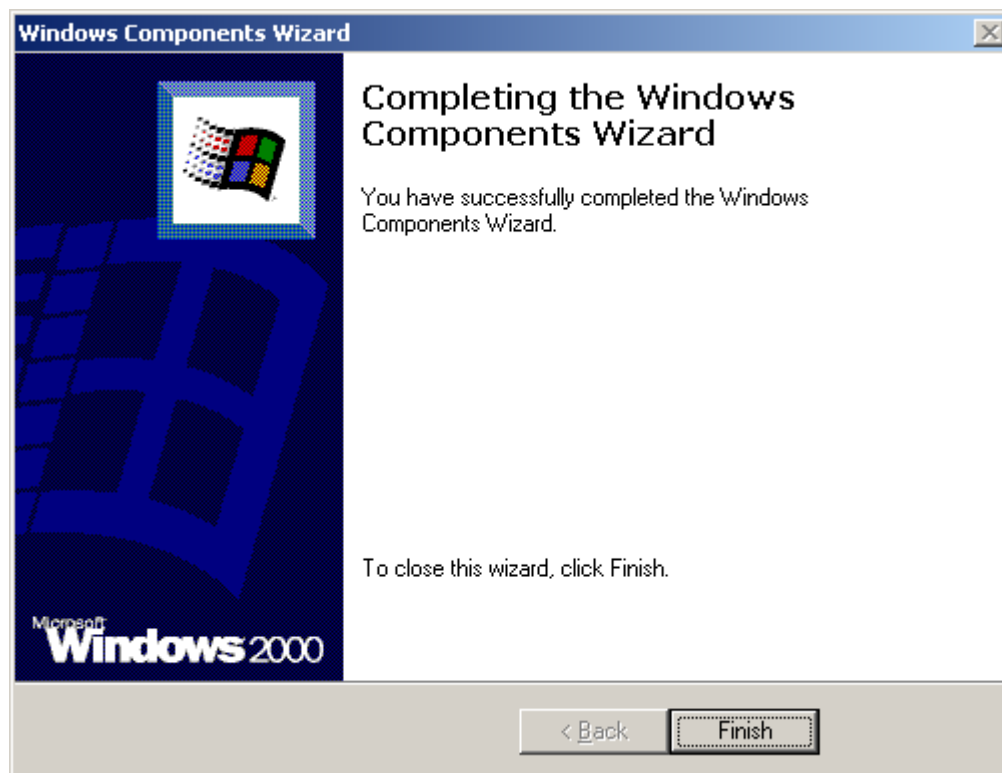 Windows Components Wizard
Completing the Windows
Components Wizard
You have successfully completed the Windows
Components Wizard.
To close this wizard, click Finish.
Microsoft
Windows 2000
< Back
Finish